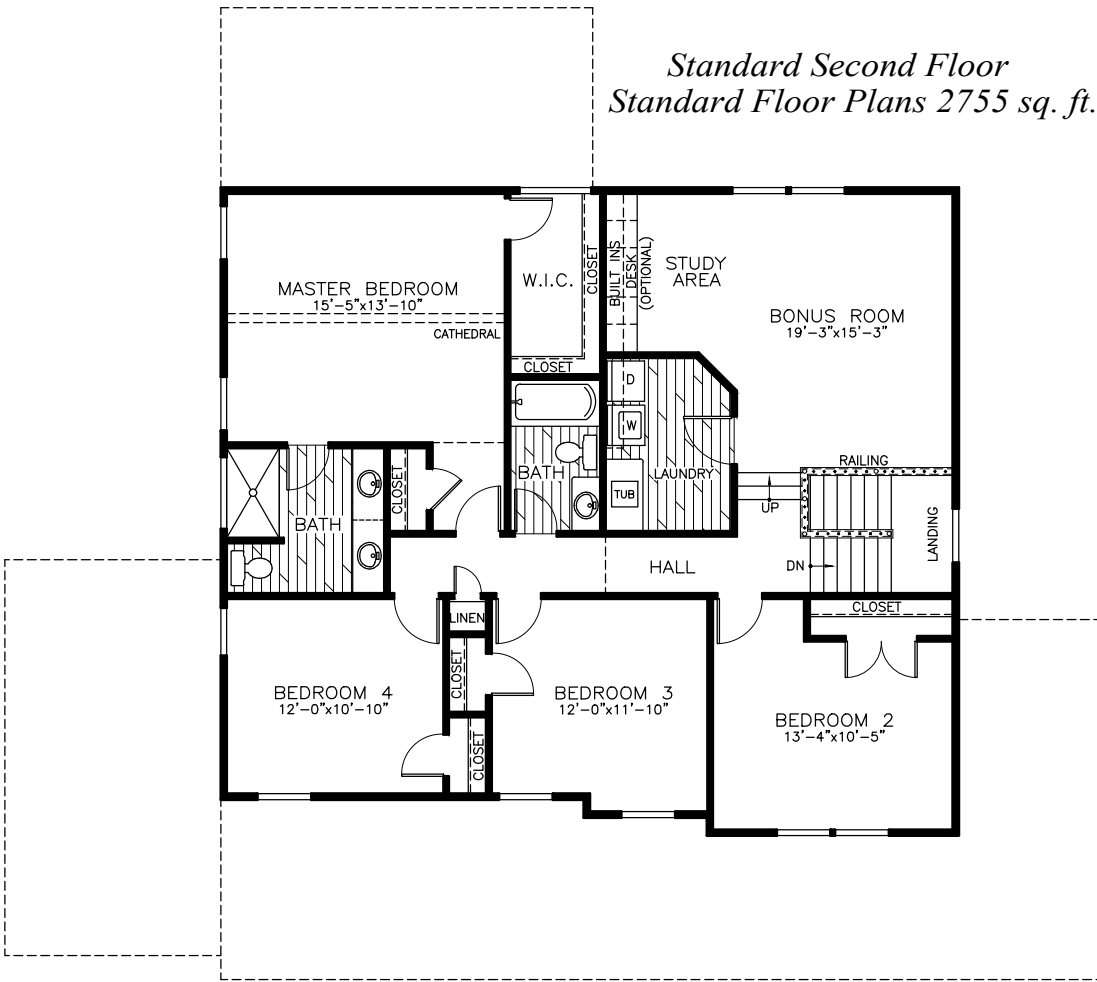 Standard Second Floor
Standard Floor Plans 2755 sq. ft.
MASTER BEDROOM
15'-5"x13'-10"
CATHEDRAL
W.I.C.
CLOSET
CLOSET
BUILT INS
DESK
(OPTIONAL)
STUDY
AREA
BONUS ROOM
19'-3"x15'-3"
D
W
TUB
LAUNDRY
BATH
CLOSET
BATH
RAILING
UP
LANDING
DN
HALL
LINEN
CLOSET
CLOSET
CLOSET
BEDROOM 4
12'-0"x10'-10"
BEDROOM 3
12'-0"x11'-10"
BEDROOM 2
13'-4"x10'-5"